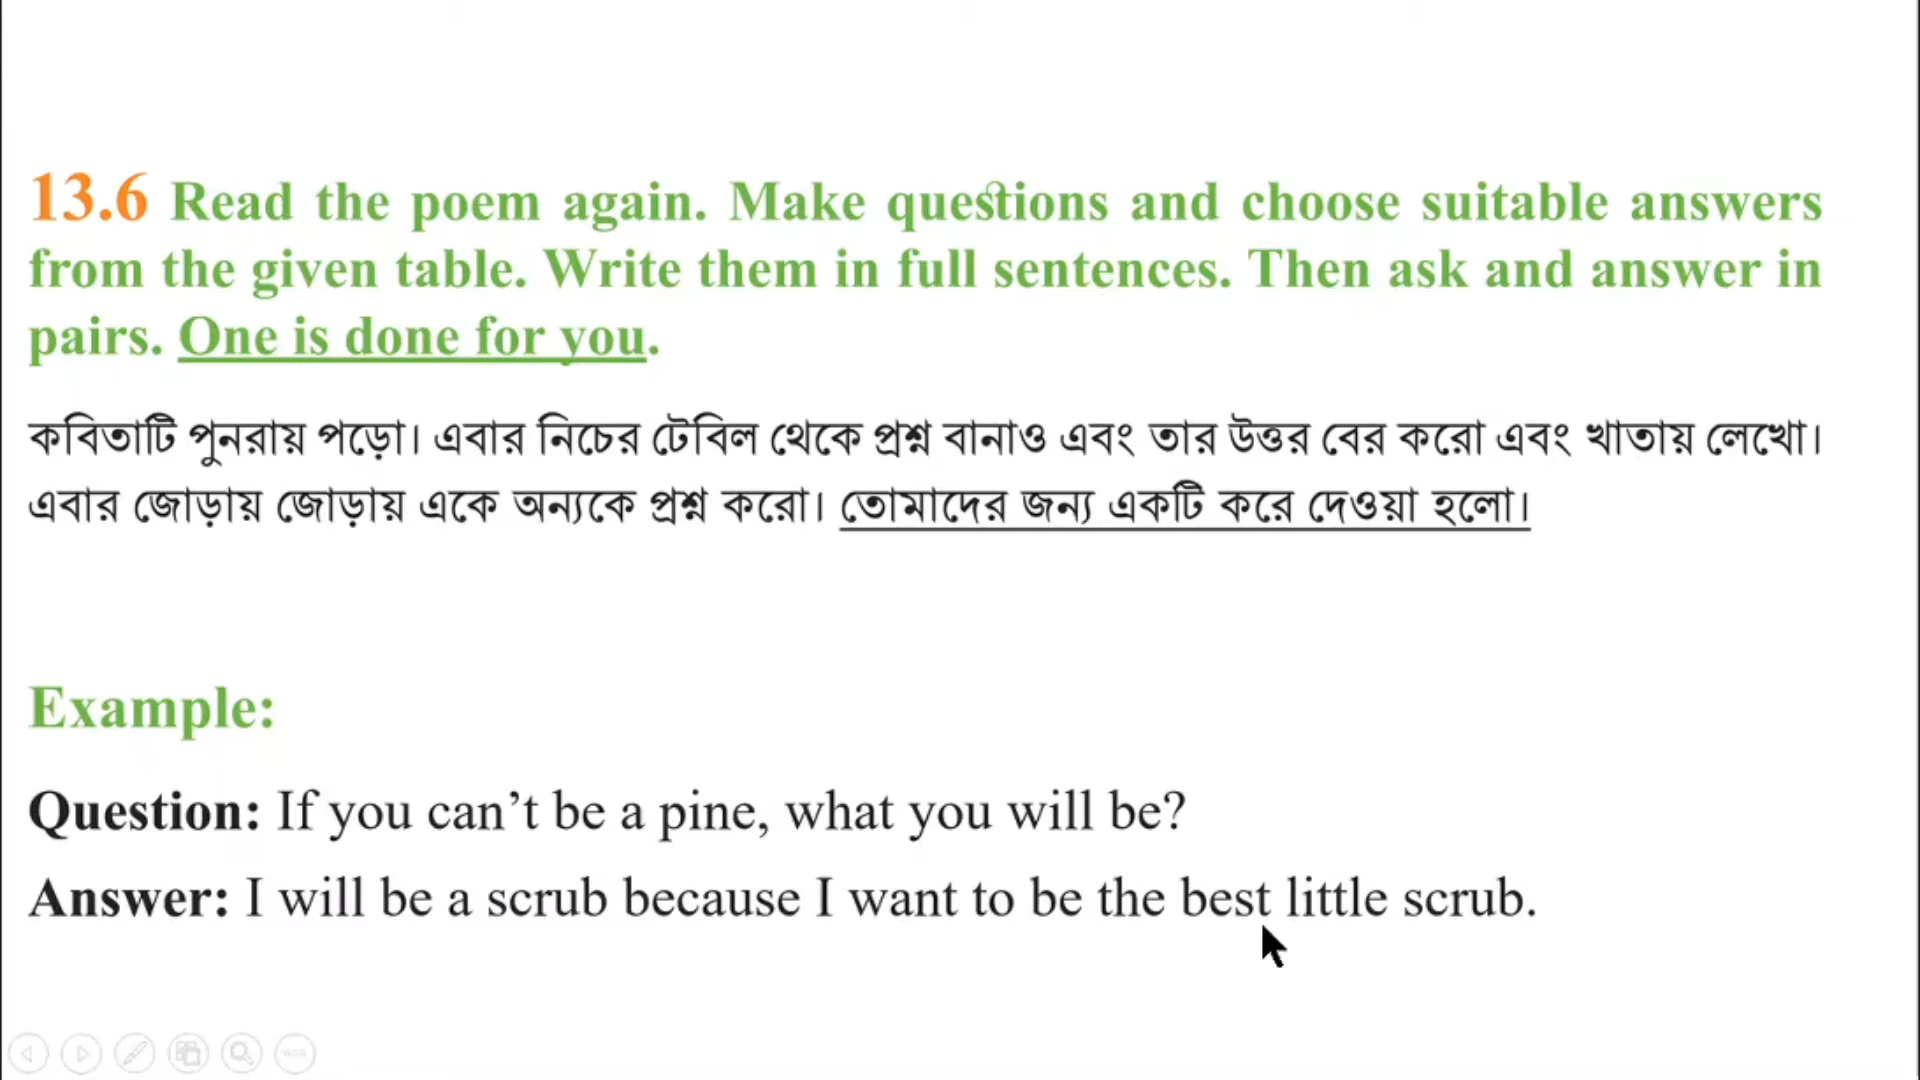 13.6 Read the poem again. Make questions and choose suitable answers
from the given table. Write them in full sentences. Then ask and answer in
pairs. One is done for you.
কবিতাটি পুনরায় পড়ো। এবার নিচের টেবিল থেকে প্রশ্ন বানাও এবং তার উত্তর বের করো এবং খাতায় লেখো।
এবার জোড়ায় জোড়ায় একে অন্যকে প্রশ্ন করো। তোমাদের জন্য একটি করে দেওয়া হলো।
Example:
Question: If you can’t be a pine, what you will be?
Answer: I will be a scrub because I want to be the best little scrub.